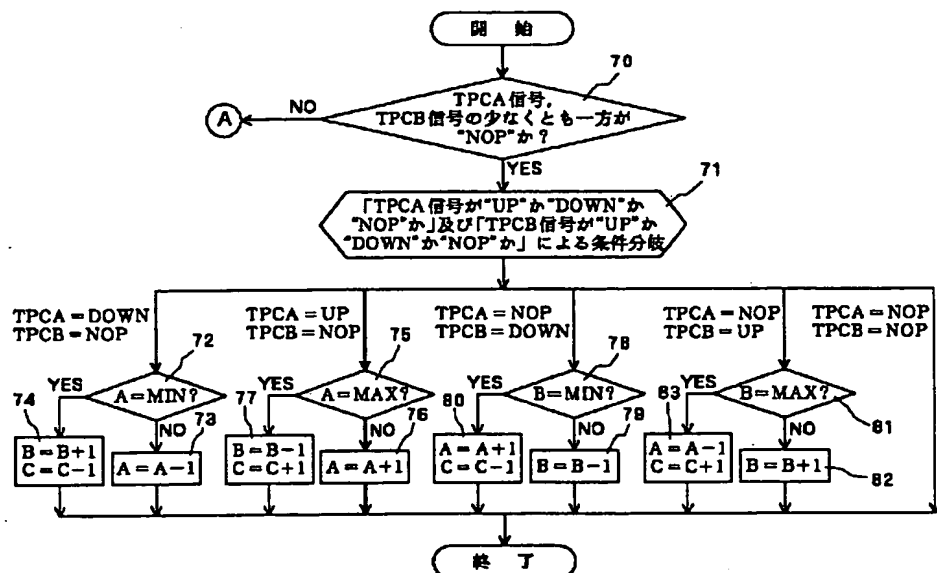 開 始
70
TPCA信号,
TPCB信号の少なくとも一方が
“NOP”か?
NO
A
YES
71
「TPCA信号が“UP”か“DOWN”か
“NOP”か」及び「TPCB信号が“UP”か
“DOWN”か“NOP”か」による条件分岐
TPCA=DOWN
TPCB=NOP
TPCA=UP
TPCB=NOP
TPCA=NOP
TPCB=DOWN
TPCA=NOP
TPCB=UP
TPCA=NOP
TPCB=NOP
72
75
78
YES
A=MIN?
YES
A=MAX?
YES
B=MIN?
YES
B=MAX?
81
74
NO
73
77
NO
76
80
NO
79
83
NO
B=B+1
C=C-1
A=A-1
B=B-1
C=C+1
A=A+1
A=A+1
C=C-1
B=B-1
A=A-1
C=C+1
B=B+1
82
終 了